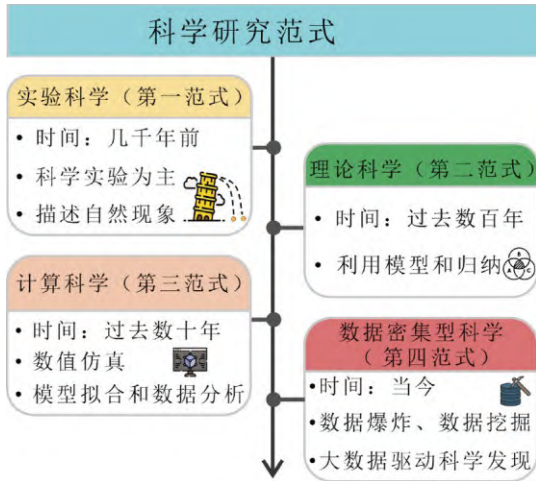 科学研究范式
实验科学（第一范式）
• 时间：几千年前
• 科学实验为主
• 描述自然现象
理论科学（第二范式）
• 时间：过去数百年
• 利用模型和归纳
计算科学（第三范式）
• 时间：过去数十年
• 数值仿真
• 模型拟合和数据分析
数据密集型科学
（ 第四范式）
•时间：当今
•数据爆炸、数据挖掘
•大数据驱动科学发现